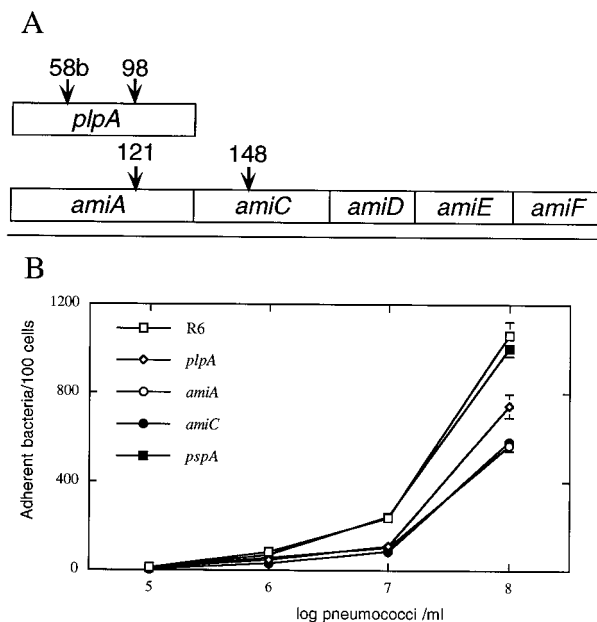 A
58b 98
plpA
121 148
amiA amiC amiD amiE amiF
B
1200
800
400
0
Adherent bacteria/100 cells
R6
plpA
amiA
amiC
pspA
5 6 7 8
log pneumococci /ml